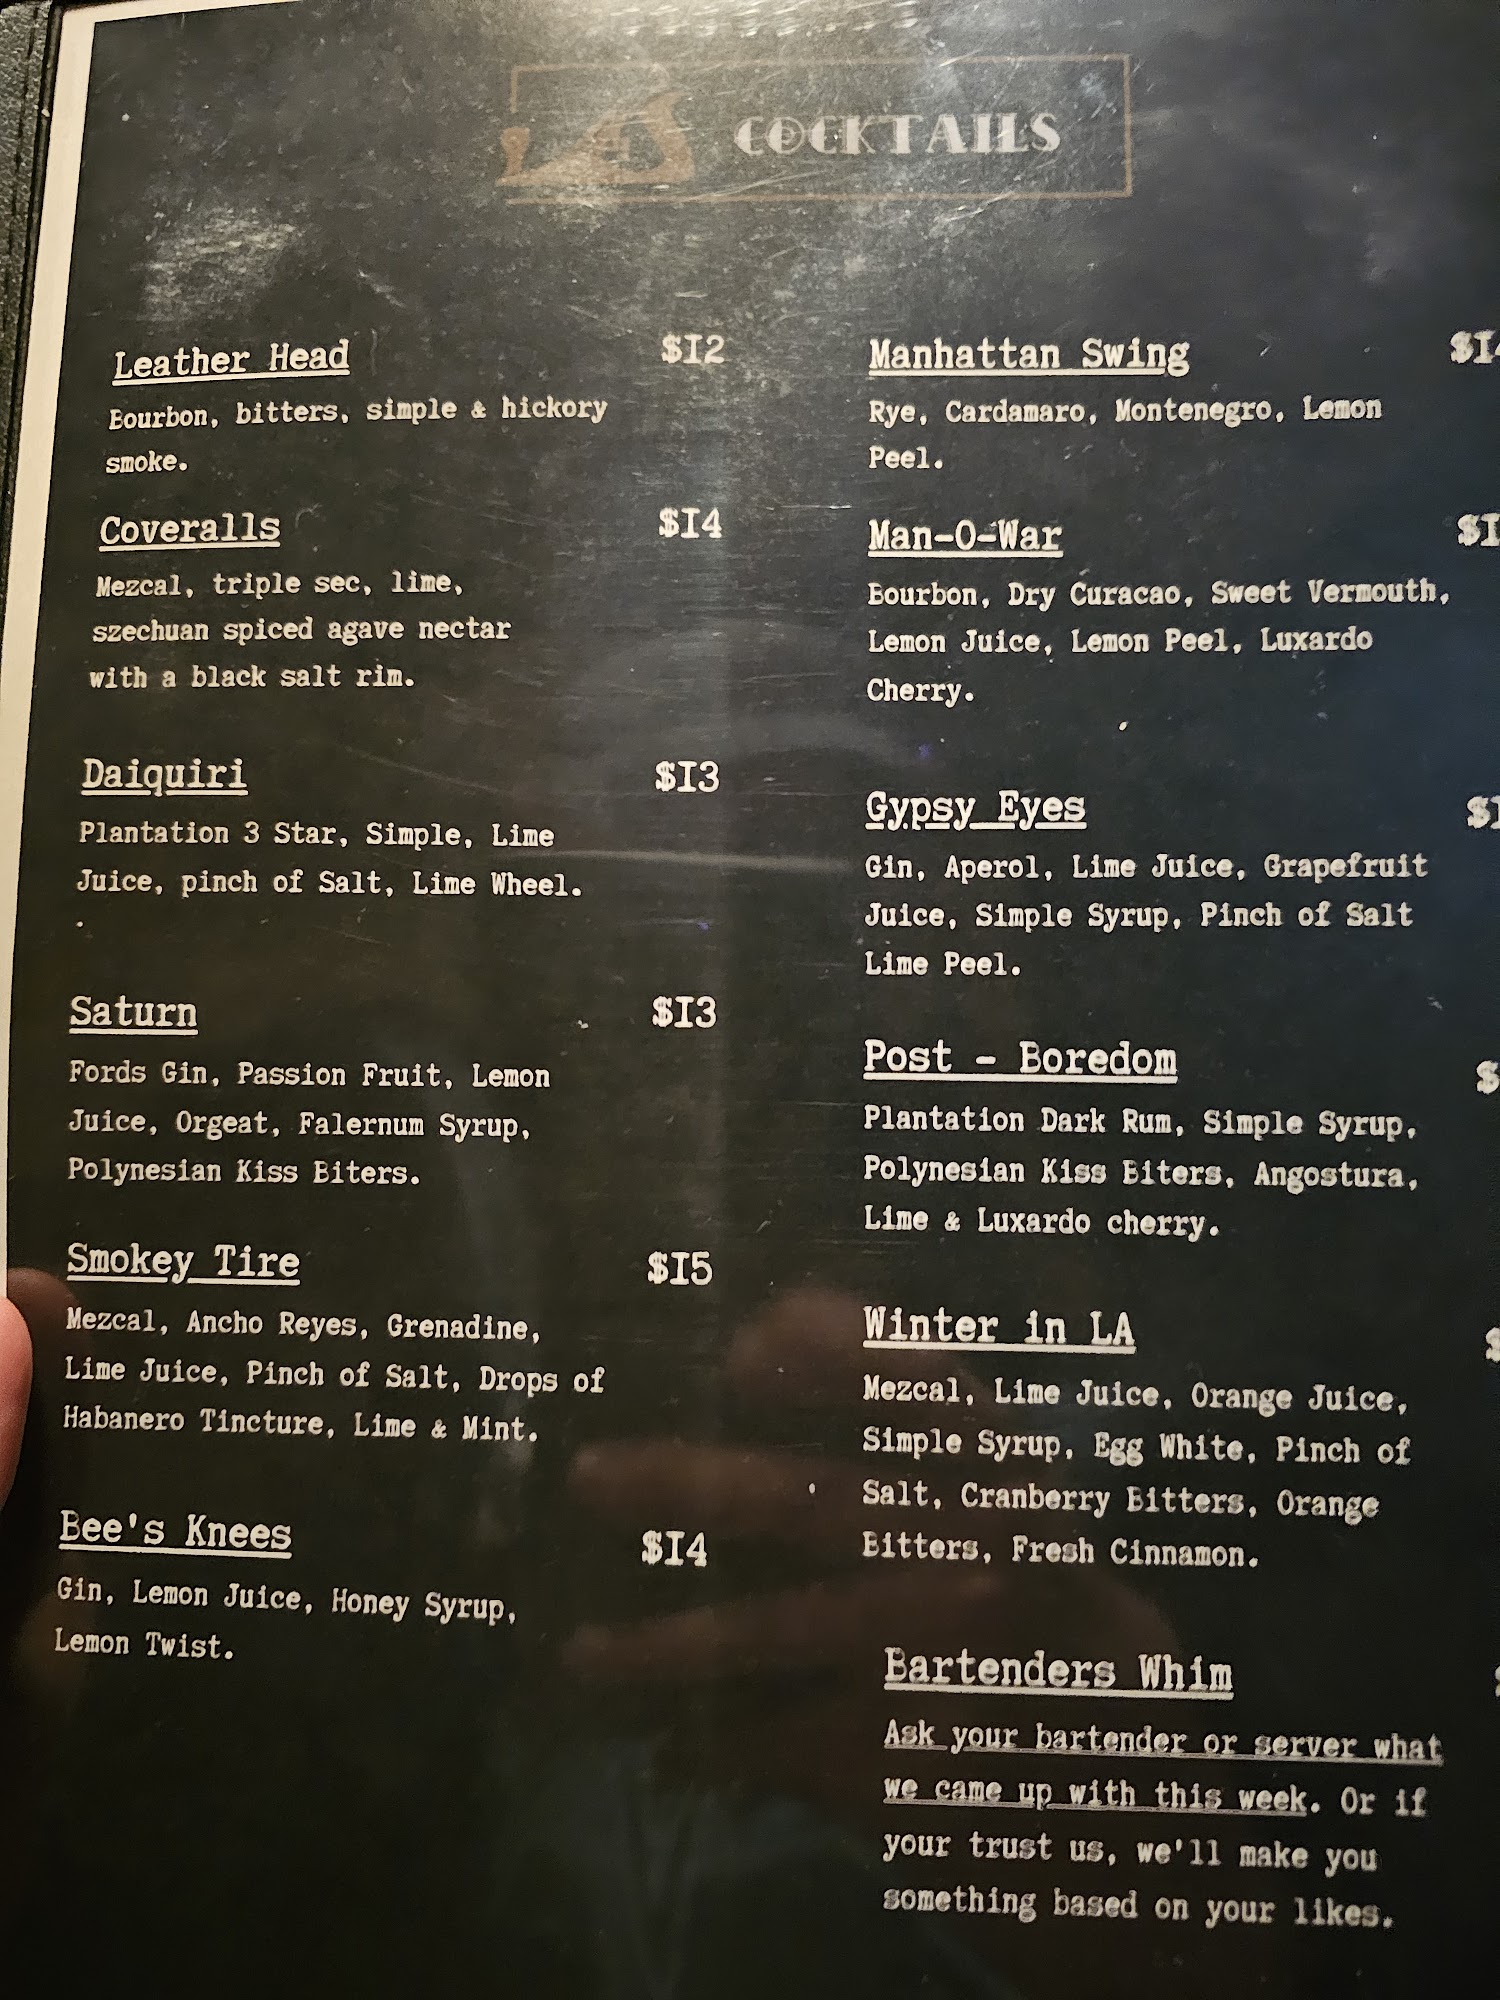 COCKTAILS
Leather Head $I2
Bourbon, bitters, simple & hickory
smoke.
Coveralls $I4
Mezcal, triple sec, lime,
szechuan spiced agave nectar
with a black salt rim.
Daiquiri $I3
Plantation 3 Star, Simple, Lime
Juice, pinch of Salt, Lime Wheel.
.
Saturn $I3
Fords Gin, Passion Fruit, Lemon
Juice, Orgeat, Falernum Syrup,
Polynesian Kiss Biters.
Smokey Tire $I5
Mezcal, Ancho Reyes, Grenadine,
Lime Juice, Pinch of Salt, Drops of
Habanero Tincture, Lime & Mint.
Bee's Knees $I4
Gin, Lemon Juice, Honey Syrup,
Lemon Twist.
Manhattan Swing
Rye, Cardamaro, Montenegro, Lemon
Peel.
Man-O-War
Bourbon, Dry Curacao, Sweet Vermouth,
Lemon Juice, Lemon Peel, Luxardo
Cherry.
Gypsy Eyes
Gin, Aperol, Lime Juice, Grapefruit
Juice, Simple Syrup, Pinch of Salt
Lime Peel.
Post - Boredom
Plantation Dark Rum, Simple Syrup,
Polynesian Kiss Biters, Angostura,
Lime & Luxardo cherry.
Winter in LA
Mezcal, Lime Juice, Orange Juice,
Simple Syrup, Egg White, Pinch of
Salt, Cranberry Bitters, Orange
Bitters, Fresh Cinnamon.
Bartenders Whim
Ask your bartender or server what
we came up with this week. Or if
your trust us, we'll make you
something based on your likes.